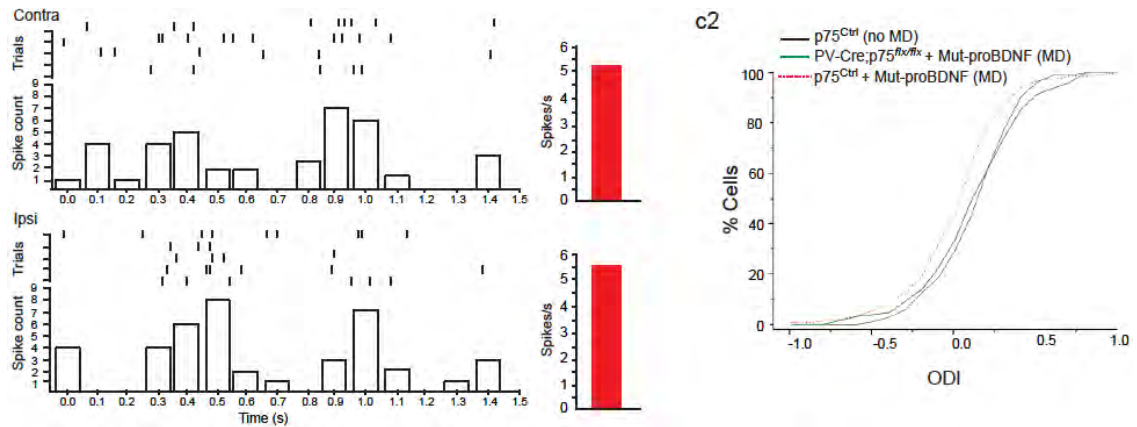 Contra
Trials
Spike count
9
8
7
6
5
4
3
2
1
0.0 0.1 0.2 0.3 0.4 0.5 0.6 0.7 0.8 0.9 1.0 1.1 1.2 1.3 1.4 1.5
Spikes/s
6
5
4
3
2
1
0
Ipsi
Trials
Spike count
9
8
7
6
5
4
3
2
1
0.0 0.1 0.2 0.3 0.4 0.5 0.6 0.7 0.8 0.9 1.0 1.1 1.2 1.3 1.4 1.5
Time (s)
Spikes/s
6
5
4
3
2
1
0
c2
p75Ctrl (no MD)
PV-Cre;p75flx/flx + Mut-proBDNF (MD)
p75Ctrl + Mut-proBDNF (MD)
% Cells
100
80
60
40
20
0
-1.0 -0.5 0.0 0.5 1.0
ODI